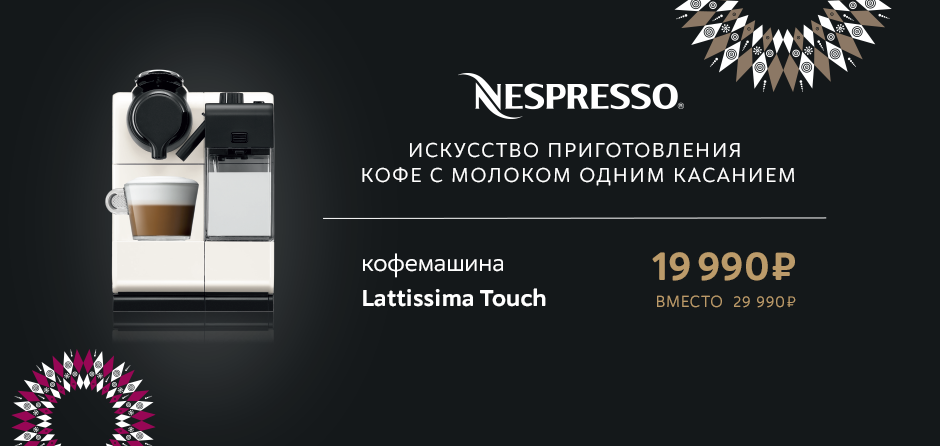 NESPRESSO®
ИСКУССТВО ПРИГОТОВЛЕНИЯ
КОФЕ С МОЛОКОМ ОДНИМ КАСАНИЕМ
кофемашина
Lattissima Touch
19 990 ₽
ВМЕСТО 29 990 ₽